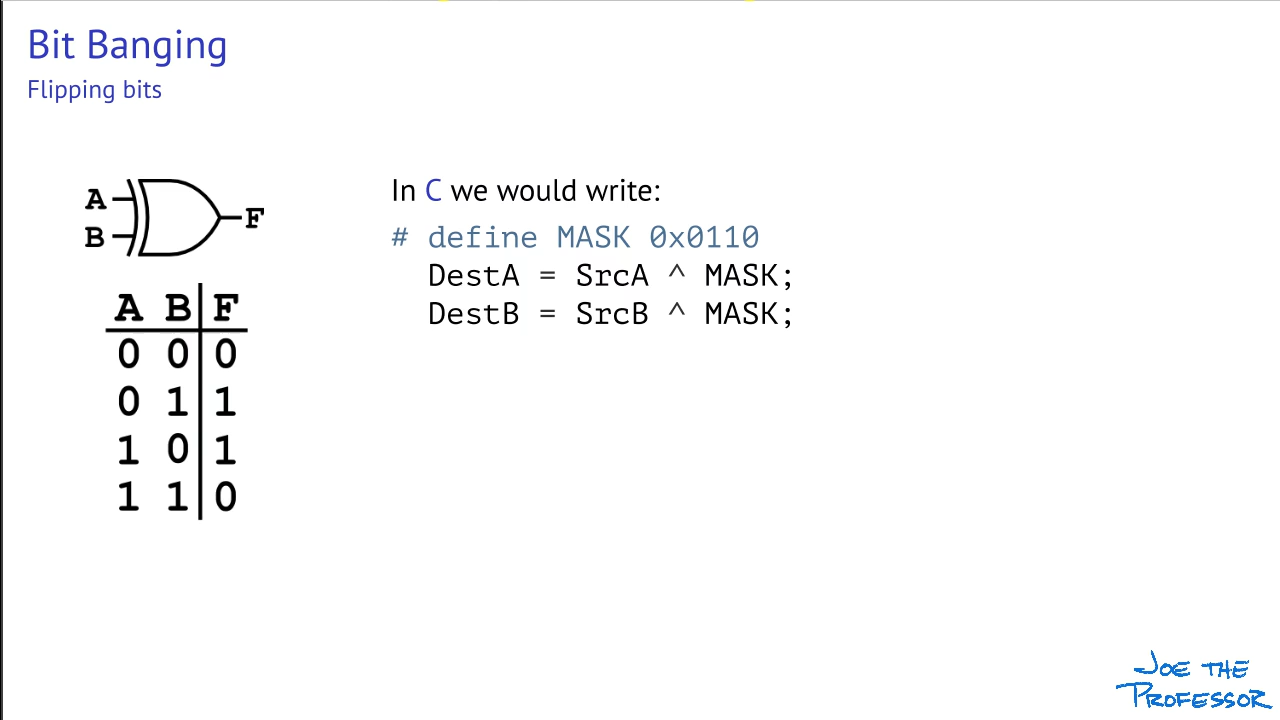 Bit Banging
Flipping bits
A
B
F
A B F
0 0 0
0 1 1
1 0 1
1 1 0
In C we would write:
# define MASK 0x0110
DestA = SrcA ^ MASK;
DestB = SrcB ^ MASK;
JOE THE
PROFESSOR